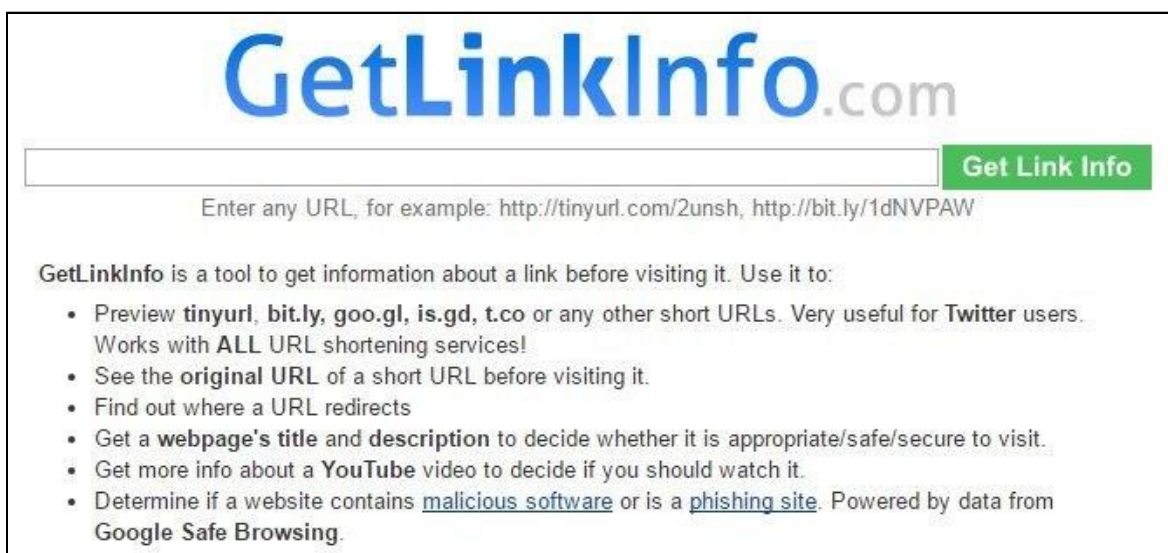 GetLinkInfo.com
Get Link Info
Enter any URL, for example: http://tinyurl.com/2unsh, http://bit.ly/1dNVPAW
GetLinkInfo is a tool to get information about a link before visiting it. Use it to:
• Preview tinyurl, bit.ly, goo.gl, is.gd, t.co or any other short URLs. Very useful for Twitter users.
Works with ALL URL shortening services!
• See the original URL of a short URL before visiting it.
• Find out where a URL redirects
• Get a webpage's title and description to decide whether it is appropriate/safe/secure to visit.
• Get more info about a YouTube video to decide if you should watch it.
• Determine if a website contains malicious software or is a phishing site. Powered by data from
Google Safe Browsing.